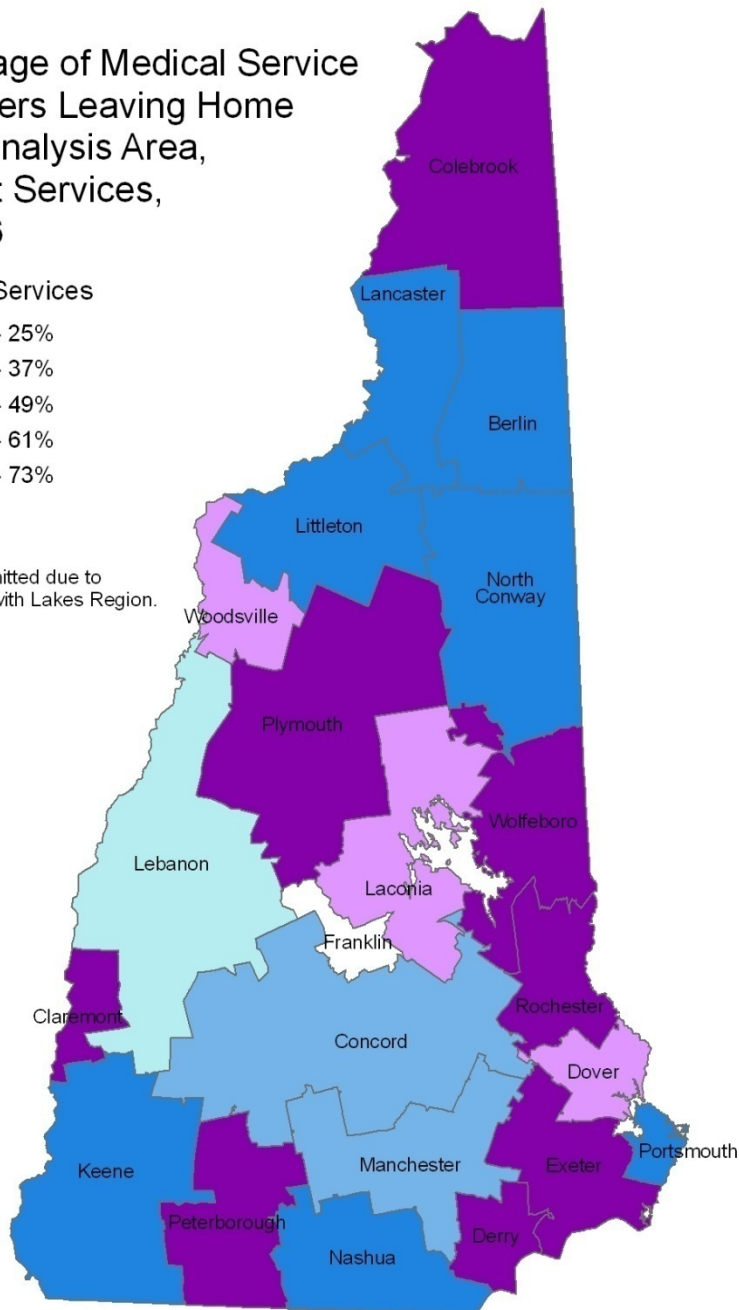 age of Medical Service
ers Leaving Home
nalysis Area,
t Services,
Services
- 25%
- 37%
- 49%
- 61%
- 73%
itted due to
with Lakes Region.
Colebrook
Lancaster
Berlin
Littleton
North
Conway
Woodsville
Plymouth
Wolfeboro
Lebanon
Laconia
Franklin
Claremont
Rochester
Concord
Dover
Portsmouth
Manchester
Exeter
Keene
Peterborough
Derry
Nashua